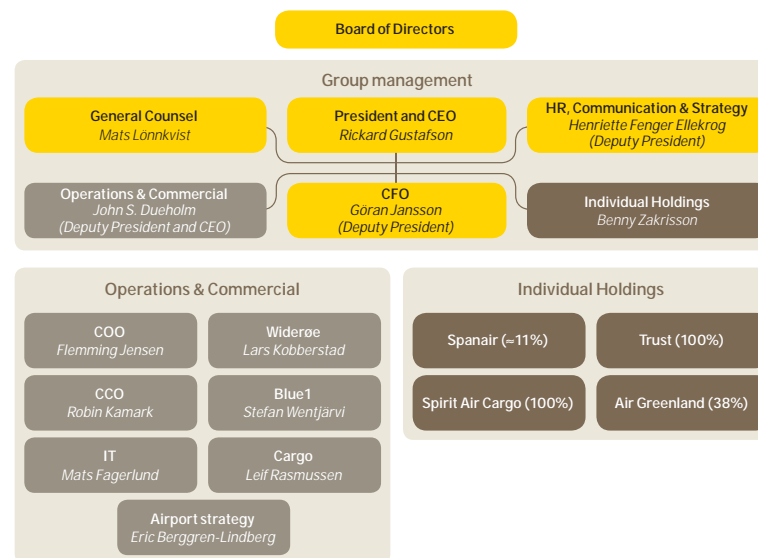 Board of Directors
Group management
General Counsel
Mats Lönnkvist
President and CEO
Rickard Gustafson
HR, Communication & Strategy
Henriette Fenger Ellekrog
(Deputy President)
Operations & Commercial
John S. Dueholm
(Deputy President and CEO)
CFO
Göran Jansson
(Deputy President)
Individual Holdings
Benny Zakrisson
Operations & Commercial
COO
Flemming Jensen
Widerøe
Lars Kobberstad
CCO
Robin Kamark
Blue1
Stefan Wentjärvi
IT
Mats Fagerlund
Cargo
Leif Rasmussen
Airport strategy
Eric Berggren-Lindberg
Individual Holdings
Spanair (≈11%)
Trust (100%)
Spirit Air Cargo (100%)
Air Greenland (38%)